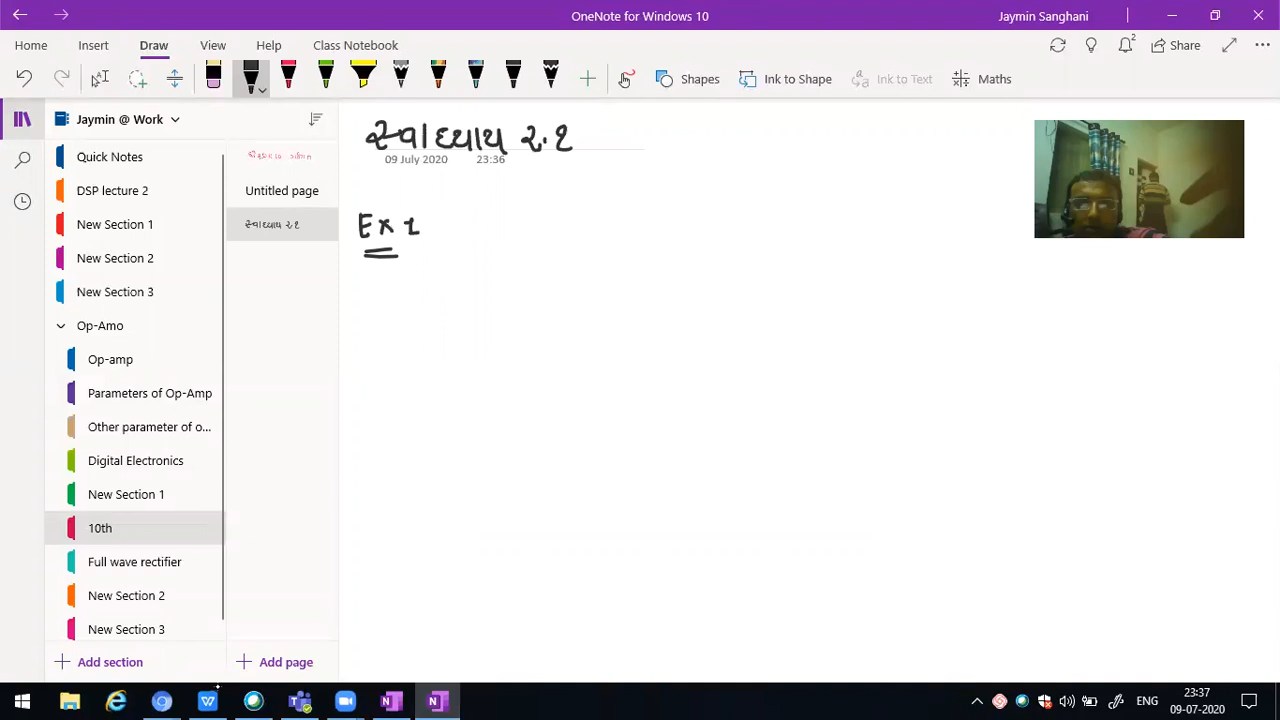 OneNote for Windows 10
Jaymin Sanghani
Home Insert Draw View Help Class Notebook
Share
Shapes Ink to Shape Ink to Text Maths
Jaymin @ Work
Quick Notes
DSP lecture 2
New Section 1
New Section 2
New Section 3
Op-Amo
Op-amp
Parameters of Op-Amp
Other parameter of o...
Digital Electronics
New Section 1
10th
Full wave rectifier
New Section 2
New Section 3
Add section
Untitled page
સ્વાધ્યાય ૨.૧
Add page
સ્વાધ્યાય ૨.૧
09 July 2020 23:36
Ex 1
ENG
23:37
09-07-2020